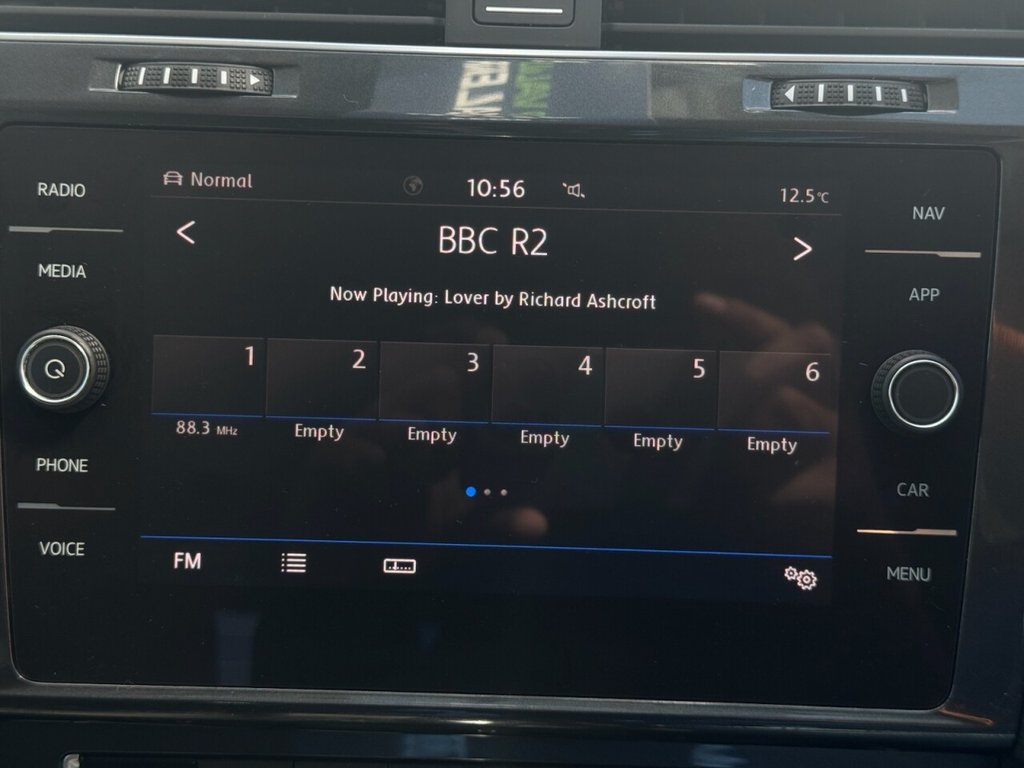 RADIO
MEDIA
PHONE
VOICE
Normal
10:56
12.5°C
< BBC R2 >
Now Playing: Lover by Richard Ashcroft
1 2 3 4 5 6
88.3 MHz Empty Empty Empty Empty Empty
FM
NAV
APP
CAR
MENU